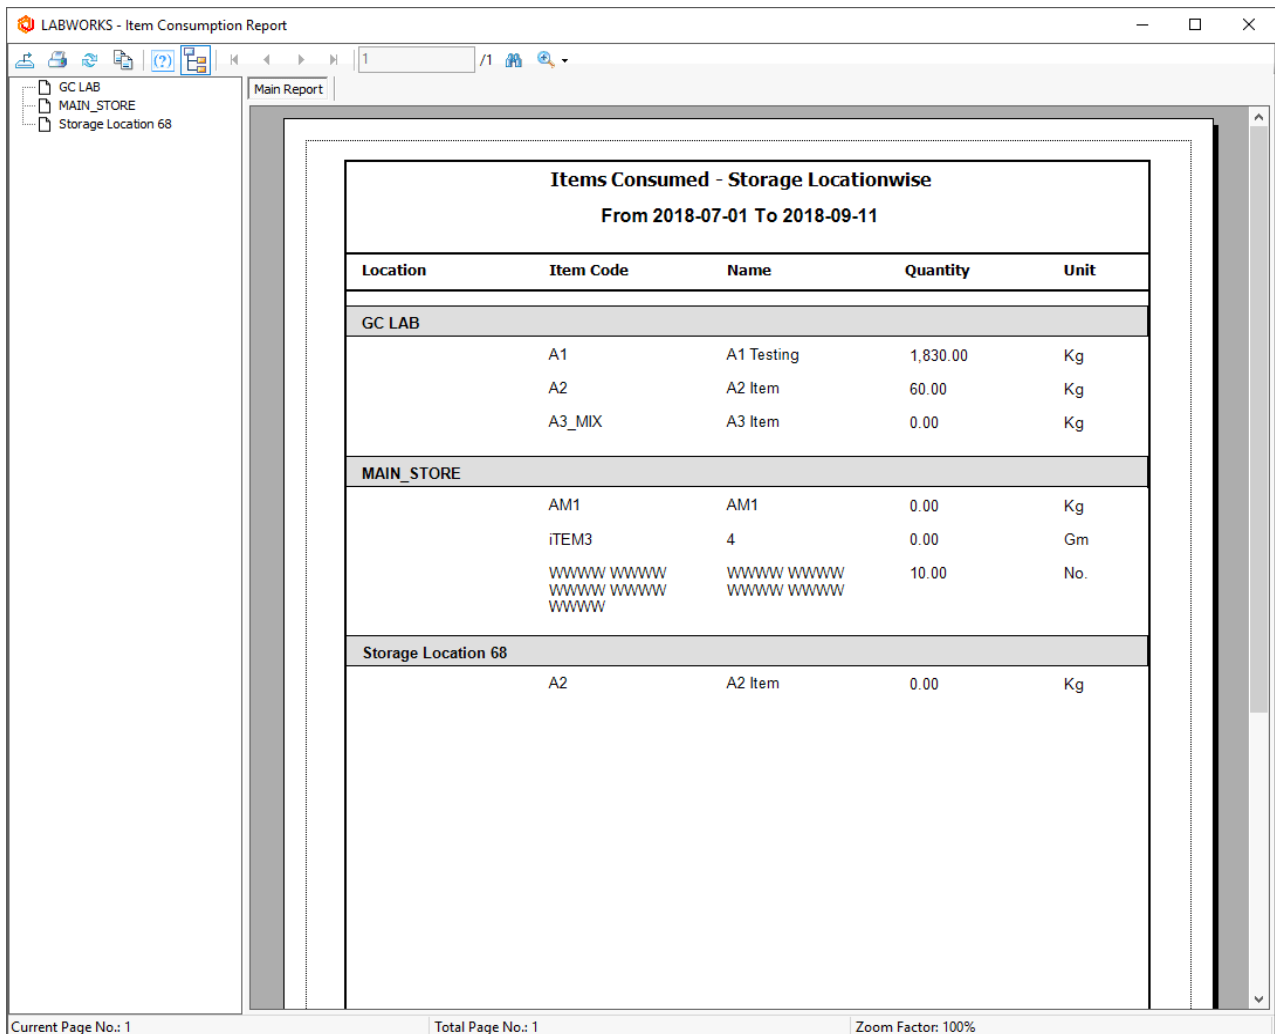 LABWORKS - Item Consumption Report
(?) 1 /1
GC LAB
MAIN_STORE
Storage Location 68
Main Report
Items Consumed - Storage Locationwise
From 2018-07-01 To 2018-09-11
Location Item Code Name Quantity Unit
GC LAB
A1 A1 Testing 1,830.00 Kg
A2 A2 Item 60.00 Kg
A3_MIX A3 Item 0.00 Kg
MAIN_STORE
AM1 AM1 0.00 Kg
iTEM3 4 0.00 Gm
WWWW WWWW WWWW WWWW 10.00 No.
WWWW WWWW WWWW WWWW
WWWW
Storage Location 68
A2 A2 Item 0.00 Kg
Current Page No.: 1 Total Page No.: 1 Zoom Factor: 100%